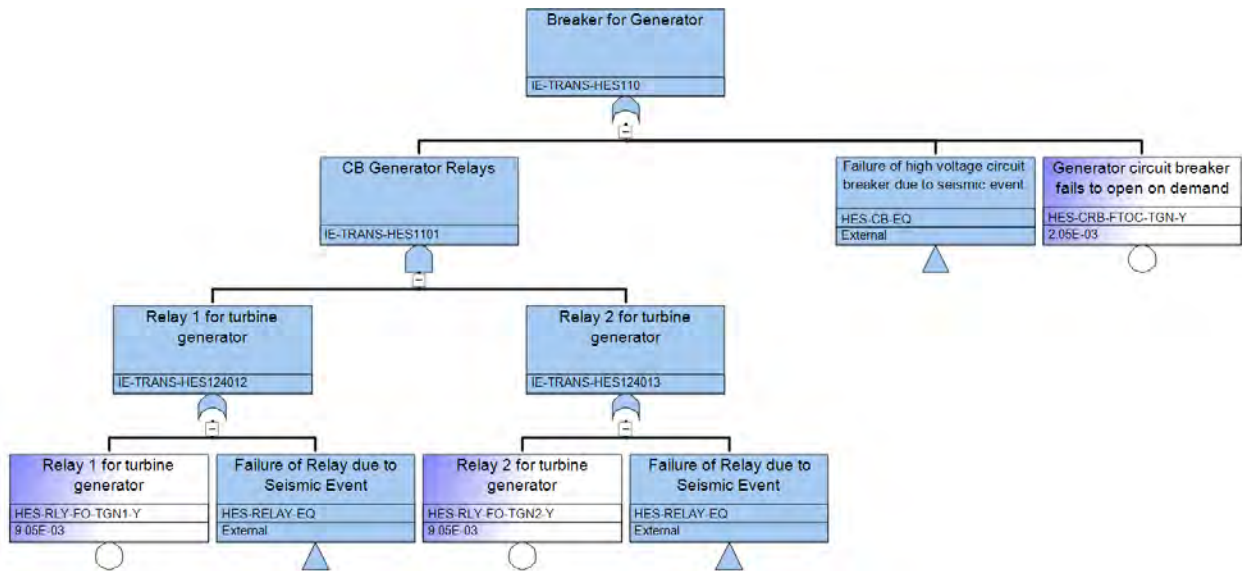 Breaker for Generator
IE-TRANS-HES110
CB Generator Relays
IE-TRANS-HES1101
Failure of high voltage circuit
breaker due to seismic event
HES-CB-EQ
External
Generator circuit breaker
fails to open on demand
HES-CRB-FTOC-TGN-Y
2.05E-03
Relay 1 for turbine
generator
IE-TRANS-HES124012
Relay 2 for turbine
generator
IE-TRANS-HES124013
Relay 1 for turbine
generator
HES-RLY-FO-TGN1-Y
9.05E-03
Failure of Relay due to
Seismic Event
HES-RELAY-EQ
External
Relay 2 for turbine
generator
HES-RLY-FO-TGN2-Y
9.05E-03
Failure of Relay due to
Seismic Event
HES-RELAY-EQ
External